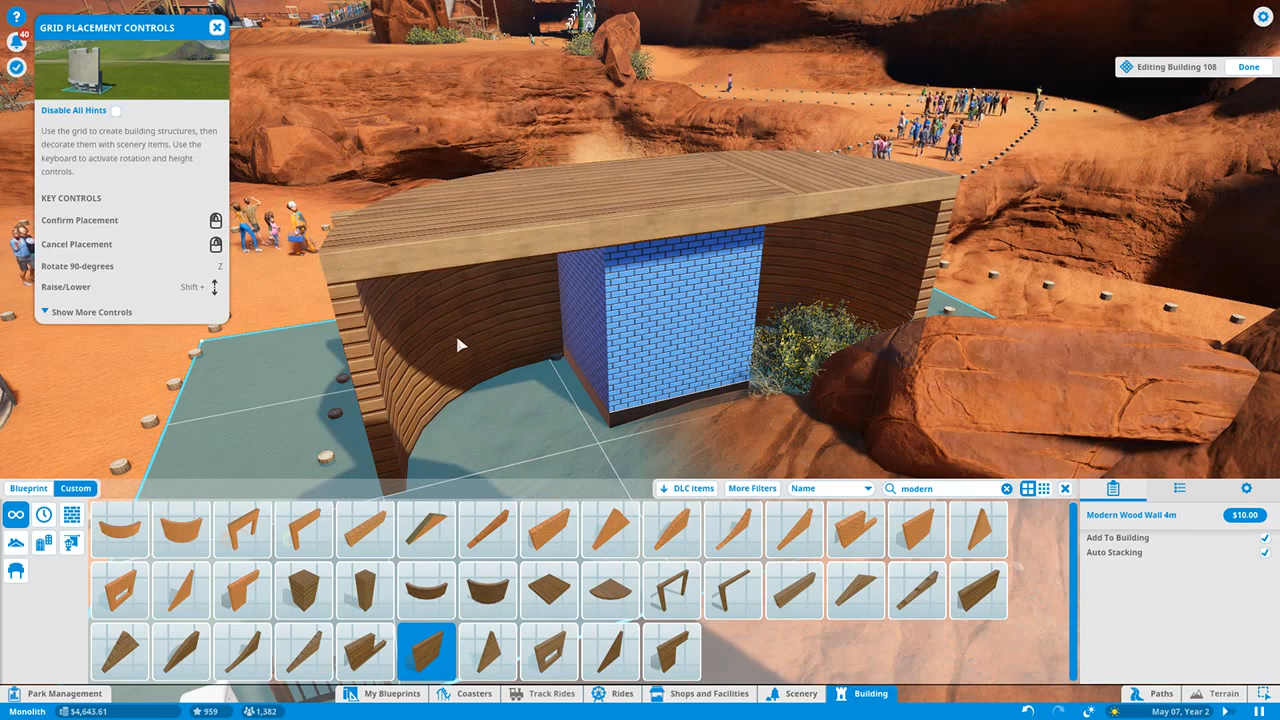 ?
GRID PLACEMENT CONTROLS
40
Disable All Hints
Use the grid to create building structures, then
decorate them with scenery items. Use the
keyboard to activate rotation and height
controls.
KEY CONTROLS
Confirm Placement
Cancel Placement
Rotate 90-degrees Z
Raise/Lower Shift +
Show More Controls
Editing Building 108 Done
Blueprint Custom
DLC items More Filters Name modern
Modern Wood Wall 4m $10.00
Add To Building
Auto Stacking
Park Management My Blueprints Coasters Track Rides Rides Shops and Facilities Scenery Building Paths Terrain
Monolith $4,643.61 959 1,382 May 07, Year 2